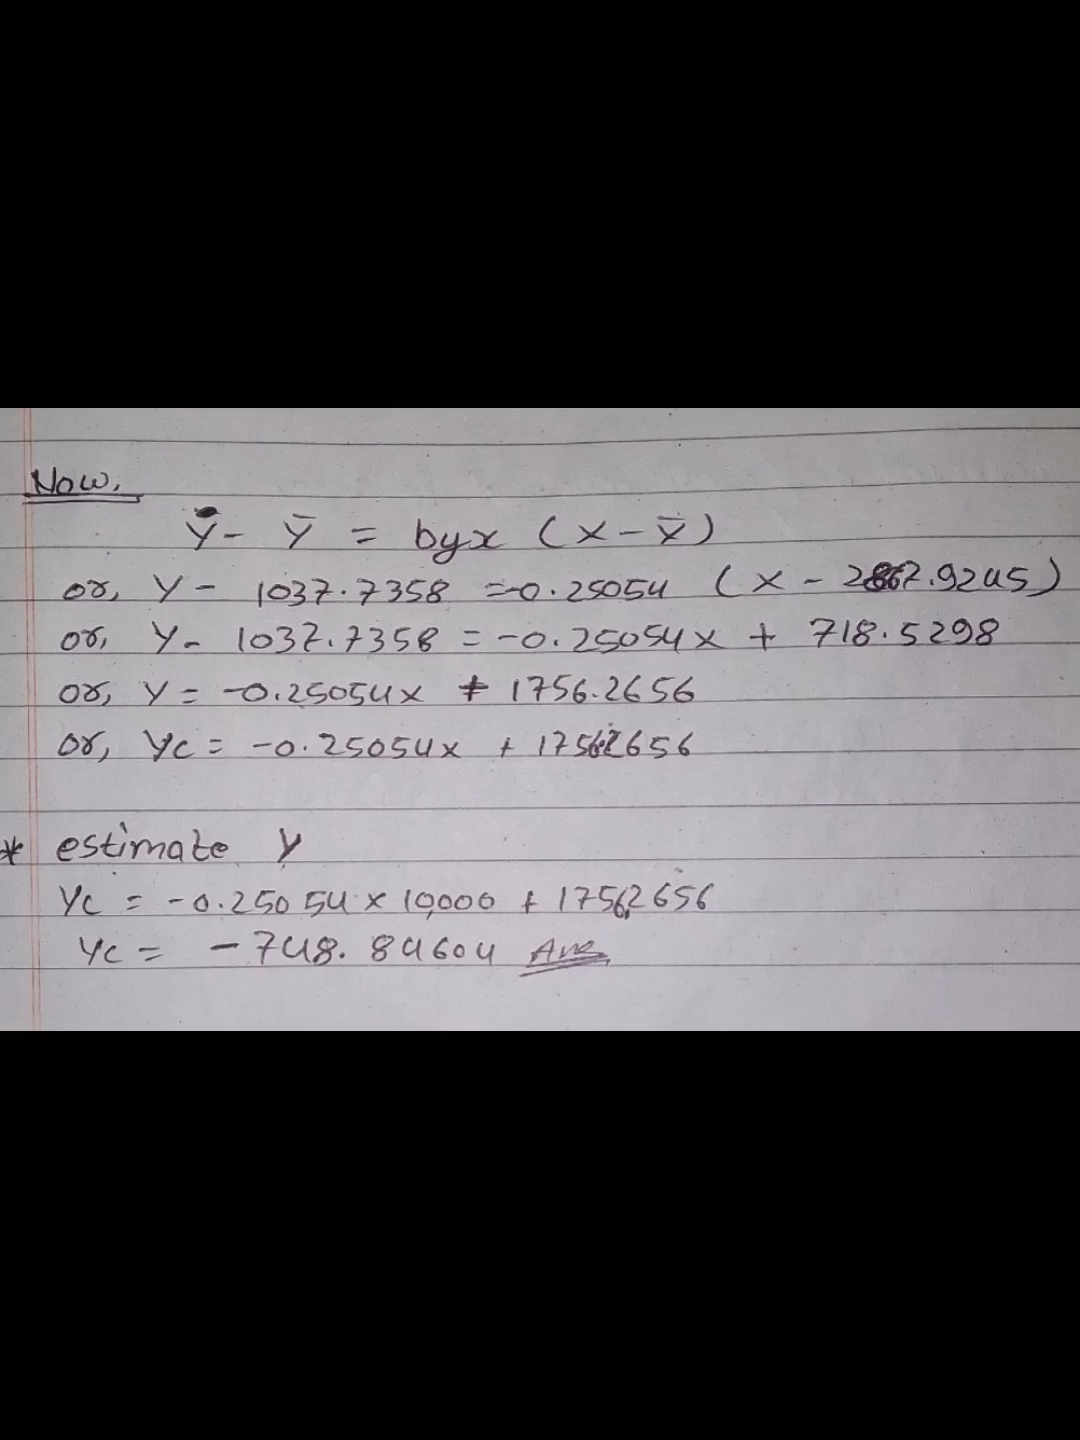 Now,
Y - Ȳ = byx (X - X̄)
or, Y - 1037.7358 = -0.25054 (X - 2867.9245)
or, Y - 1037.7358 = -0.25054x + 718.5298
or, Y = -0.25054x + 1756.2656
or, Yc = -0.25054x + 1756.2656
* estimate Y
Yc = -0.25054 × 10,000 + 1756.2656
Yc = -748.84604 Ans